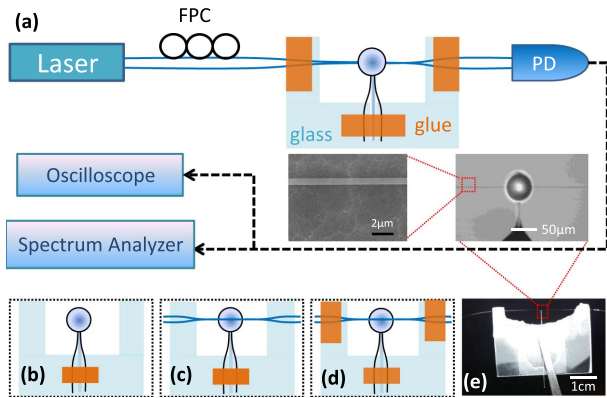 (a)
FPC
Laser
PD
glass
glue
Oscilloscope
2μm
50μm
Spectrum Analyzer
(b)
(c)
(d)
(e)
1cm